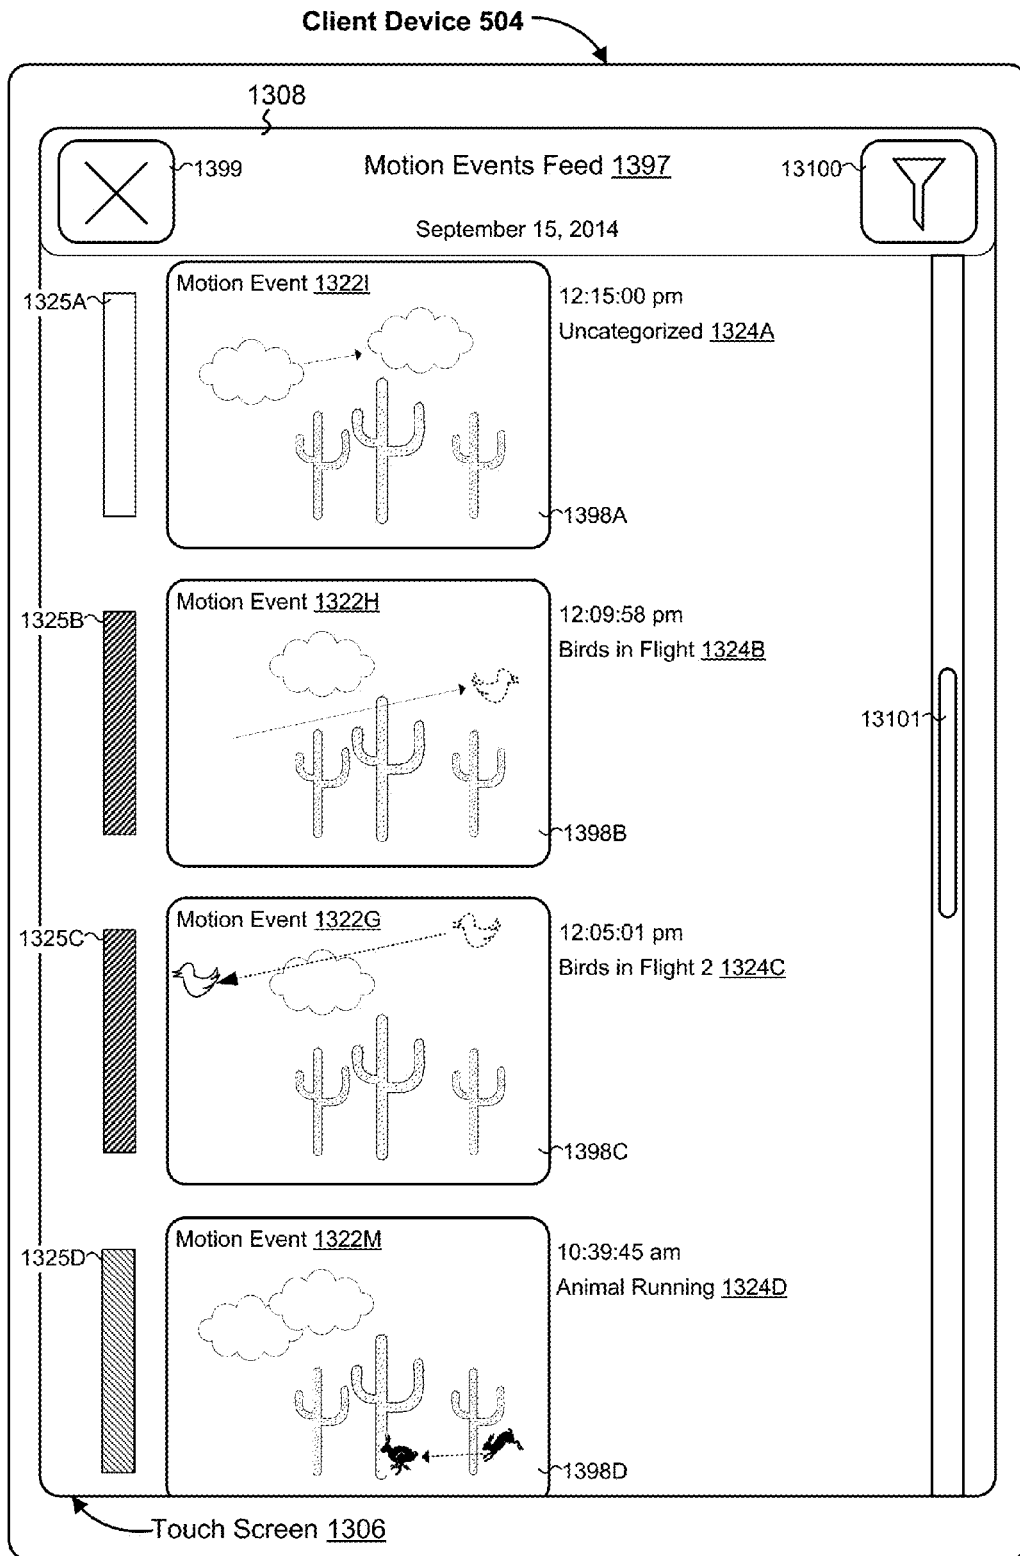 Client Device 504
1308
1399
Motion Events Feed 1397
13100
September 15, 2014
1325A
Motion Event 1322I
12:15:00 pm
Uncategorized 1324A
1398A
1325B
Motion Event 1322H
12:09:58 pm
Birds in Flight 1324B
13101
1398B
1325C
Motion Event 1322G
12:05:01 pm
Birds in Flight 2 1324C
1398C
1325D
Motion Event 1322M
10:39:45 am
Animal Running 1324D
1398D
Touch Screen 1306